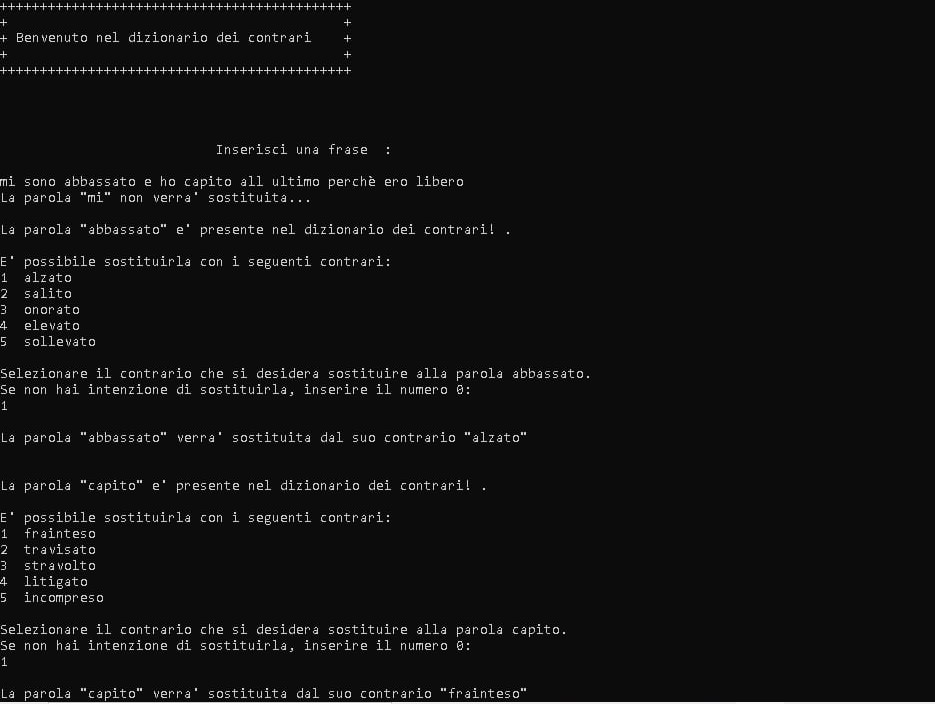 ++++++++++++++++++++++++++++++++++++++++++++
+                                          +
+ Benvenuto nel dizionario dei contrari    +
+                                          +
++++++++++++++++++++++++++++++++++++++++++++
Inserisci una frase  :
mi sono abbassato e ho capito all ultimo perchè ero libero
La parola "mi" non verra' sostituita...
La parola "abbassato" e' presente nel dizionario dei contrari! .
E' possibile sostituirla con i seguenti contrari:
1  alzato
2  salito
3  onorato
4  elevato
5  sollevato
Selezionare il contrario che si desidera sostituire alla parola abbassato.
Se non hai intenzione di sostituirla, inserire il numero 0:
1
La parola "abbassato" verra' sostituita dal suo contrario "alzato"
La parola "capito" e' presente nel dizionario dei contrari! .
E' possibile sostituirla con i seguenti contrari:
1  frainteso
2  travisato
3  stravolto
4  litigato
5  incompreso
Selezionare il contrario che si desidera sostituire alla parola capito.
Se non hai intenzione di sostituirla, inserire il numero 0:
1
La parola "capito" verra' sostituita dal suo contrario "frainteso"